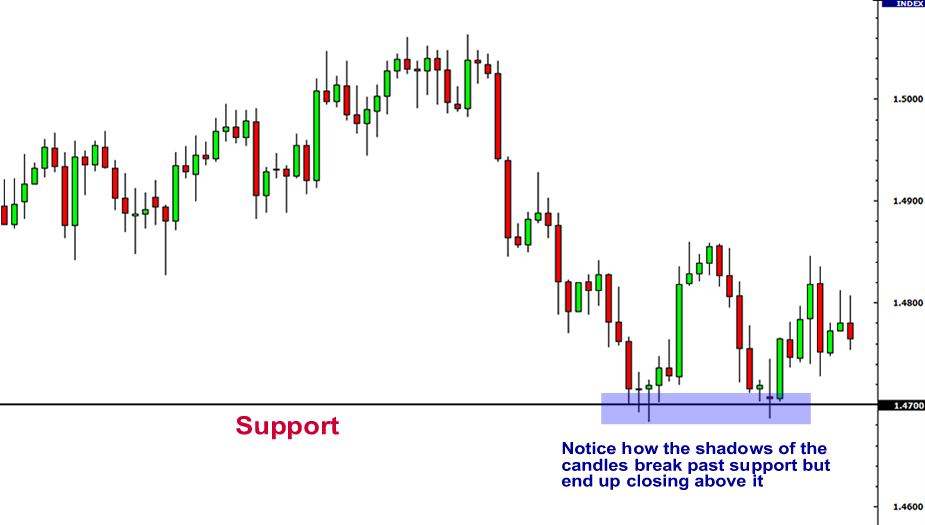 INDEX
1.5000
1.4900
1.4800
1.4700
Support
Notice how the shadows of the
candles break past support but
end up closing above it
1.4600